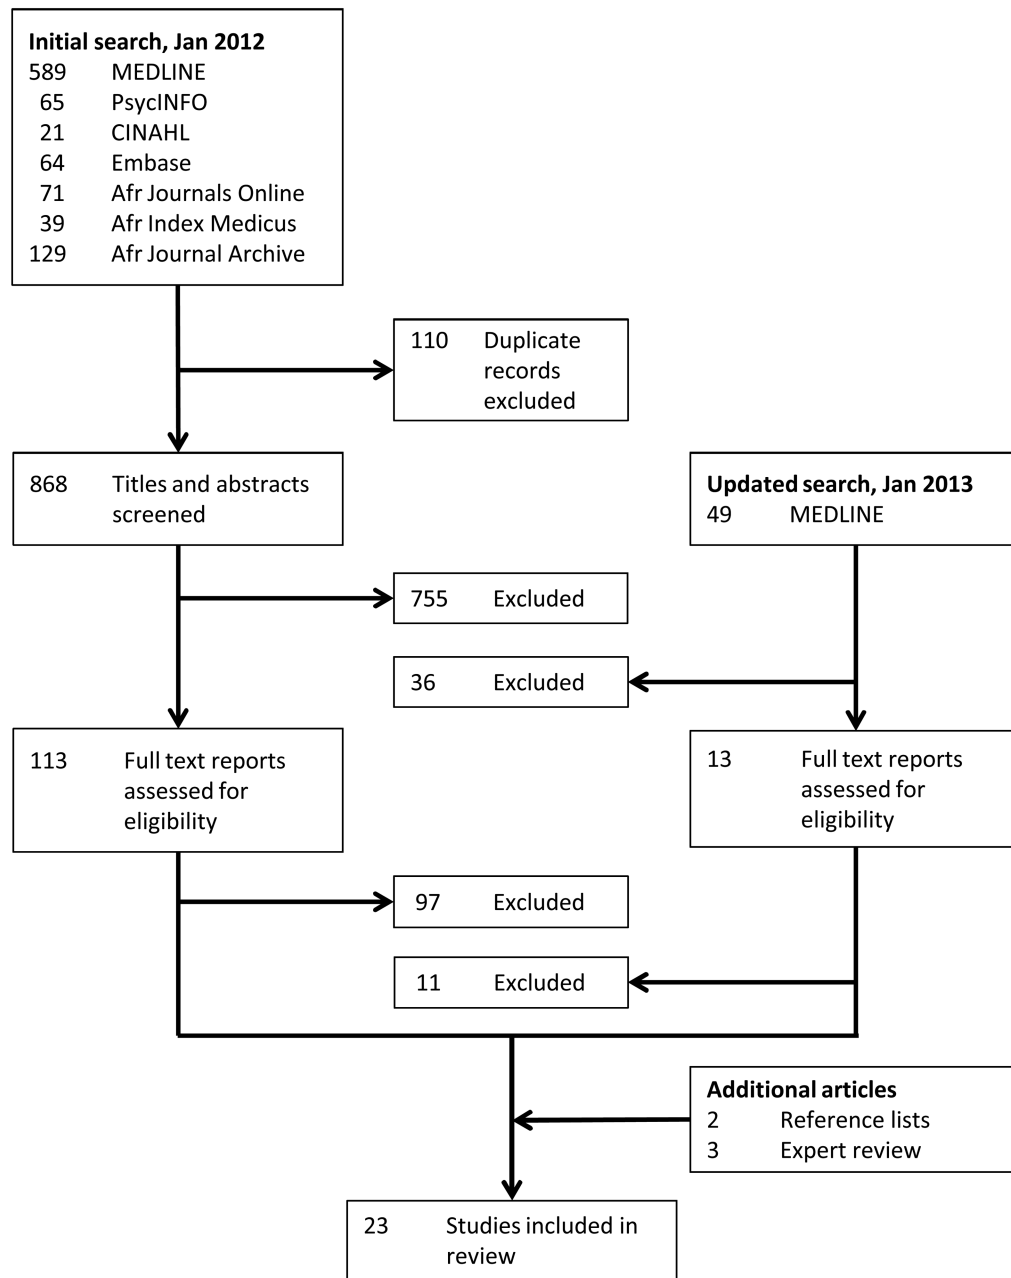 Initial search, Jan 2012
589 MEDLINE
65 PsycINFO
21 CINAHL
64 Embase
71 Afr Journals Online
39 Afr Index Medicus
129 Afr Journal Archive
110 Duplicate
records
excluded
868 Titles and abstracts
screened
Updated search, Jan 2013
49 MEDLINE
755 Excluded
36 Excluded
113 Full text reports
assessed for
eligibility
13 Full text reports
assessed for
eligibility
97 Excluded
11 Excluded
Additional articles
2 Reference lists
3 Expert review
23 Studies included in
review